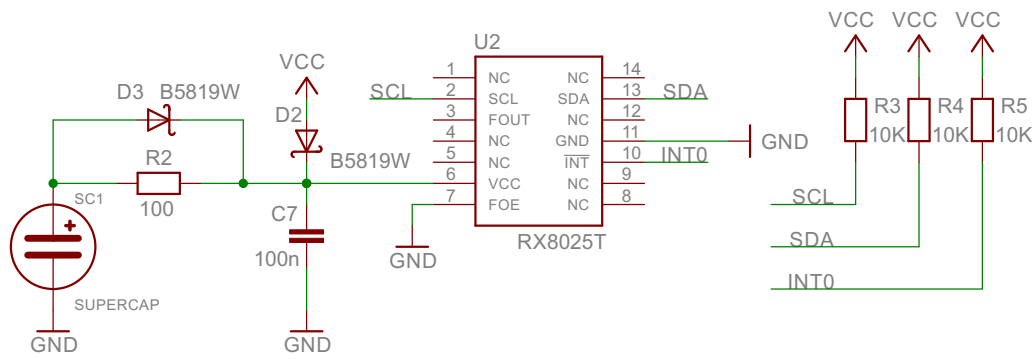 VCC VCC VCC
U2
VCC
D3 B5819W
1 NC NC 14
SCL 2 SCL SDA 13 SDA
3 FOUT NC 12
4 NC GND 11 GND
5 NC INT 10 INT0
6 VCC NC 9
7 FOE NC 8
RX8025T
D2
B5819W
R2
100
SC1
+
SUPERCAP
GND
C7
100n
GND
GND
R3 R4 R5
10K 10K 10K
SCL
SDA
INT0